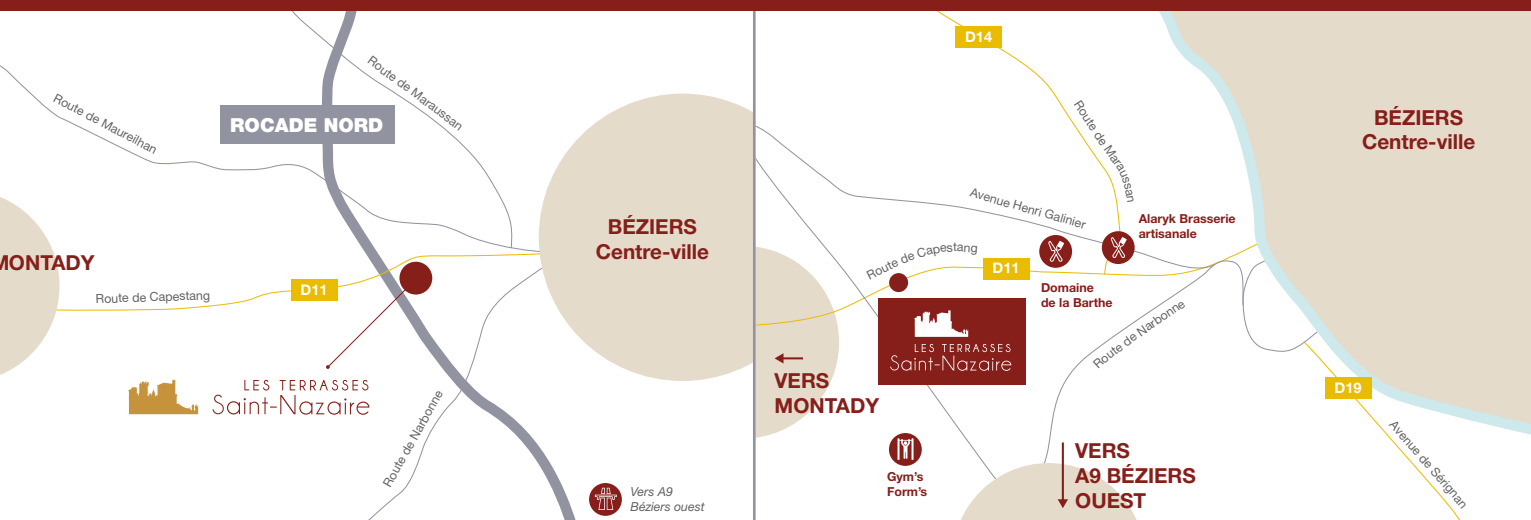 Route de Maureilhan
Route de Maraussan
ROCADE NORD
BÉZIERS
Centre-ville
MONTADY
Route de Capestang
D11
LES TERRASSES
Saint-Nazaire
Route de Narbonne
Vers A9
Béziers ouest
D14
Route de Maraussan
BÉZIERS
Centre-ville
Avenue Henri Galinier
Alaryk Brasserie
artisanale
Route de Capestang
D11
Domaine
de la Barthe
LES TERRASSES
Saint-Nazaire
Route de Narbonne
VERS
MONTADY
D19
Avenue de Sérignan
Gym's
Form's
VERS
A9 BÉZIERS
OUEST